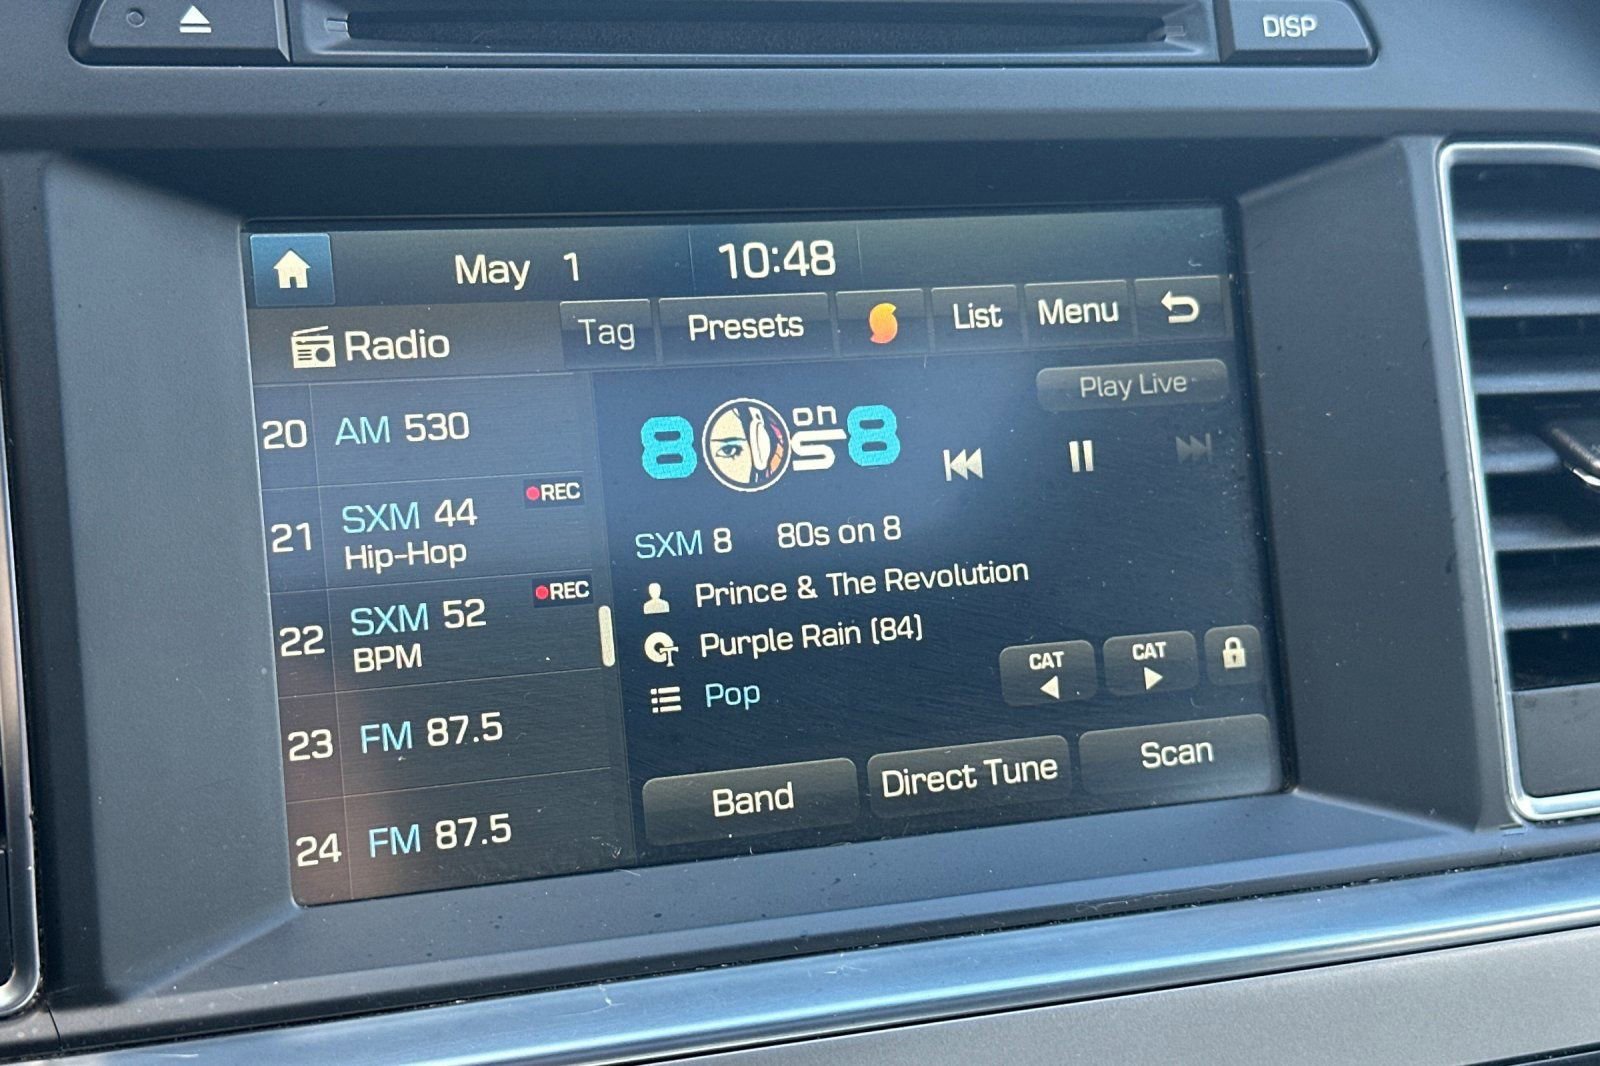 DISP
May 1 10:48
Radio Tag Presets List Menu
Play Live
20 AM 530
21 SXM 44 REC
Hip-Hop
22 SXM 52 REC
BPM
23 FM 87.5
24 FM 87.5
80s on 8
SXM 8 80s on 8
Prince & The Revolution
Purple Rain (84)
Pop
CAT CAT
Band Direct Tune Scan